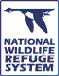 NATIONAL
WILDLIFE
REFUGE
SYSTEM